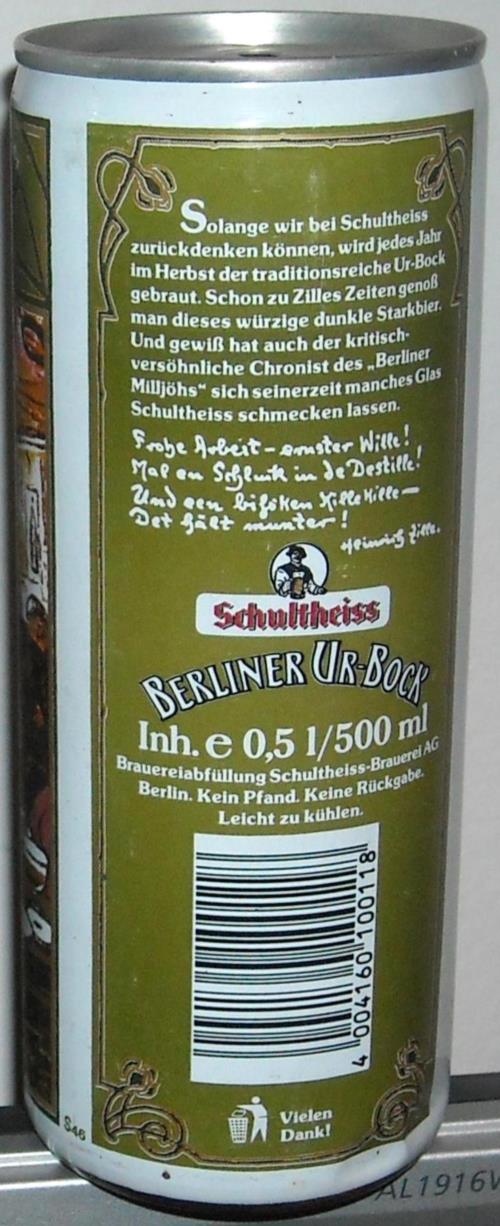 Solange wir bei Schultheiss
zurückdenken können, wird jedes Jahr
im Herbst der traditionsreiche Ur-Bock
gebraut. Schon zu Zilles Zeiten genoß
man dieses würzige dunkle Starkbier.
Und gewiß hat auch der kritisch-
versöhnliche Chronist des „Berliner
Milljöhs“ sich seinerzeit manches Glas
Schultheiss schmecken lassen.
Frohe Arbeit – ernster Wille!
Mal en Schluck in de Destille!
Und een bißken Kille Kille –
Det hält munter!
Heinrich Zille.
Schultheiss
BERLINER UR-BOCK
Inh. e 0,5 l/500 ml
Brauereiabfüllung Schultheiss-Brauerei AG
Berlin. Kein Pfand. Keine Rückgabe.
Leicht zu kühlen.
4 004160 100118
Vielen
Dank!
S46
AL1916W